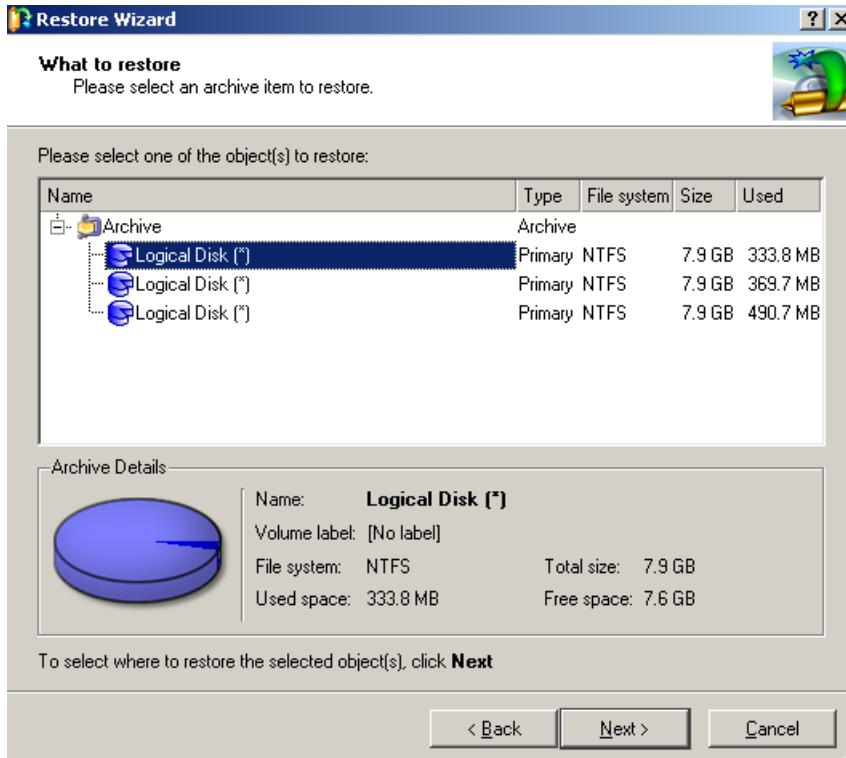 Restore Wizard
What to restore
Please select an archive item to restore.
Please select one of the object(s) to restore:
Name Type File system Size Used
Archive Archive
Logical Disk (*) Primary NTFS 7.9 GB 333.8 MB
Logical Disk (*) Primary NTFS 7.9 GB 369.7 MB
Logical Disk (*) Primary NTFS 7.9 GB 490.7 MB
Archive Details
Name: Logical Disk (*)
Volume label: [No label]
File system: NTFS Total size: 7.9 GB
Used space: 333.8 MB Free space: 7.6 GB
To select where to restore the selected object(s), click Next
< Back Next > Cancel